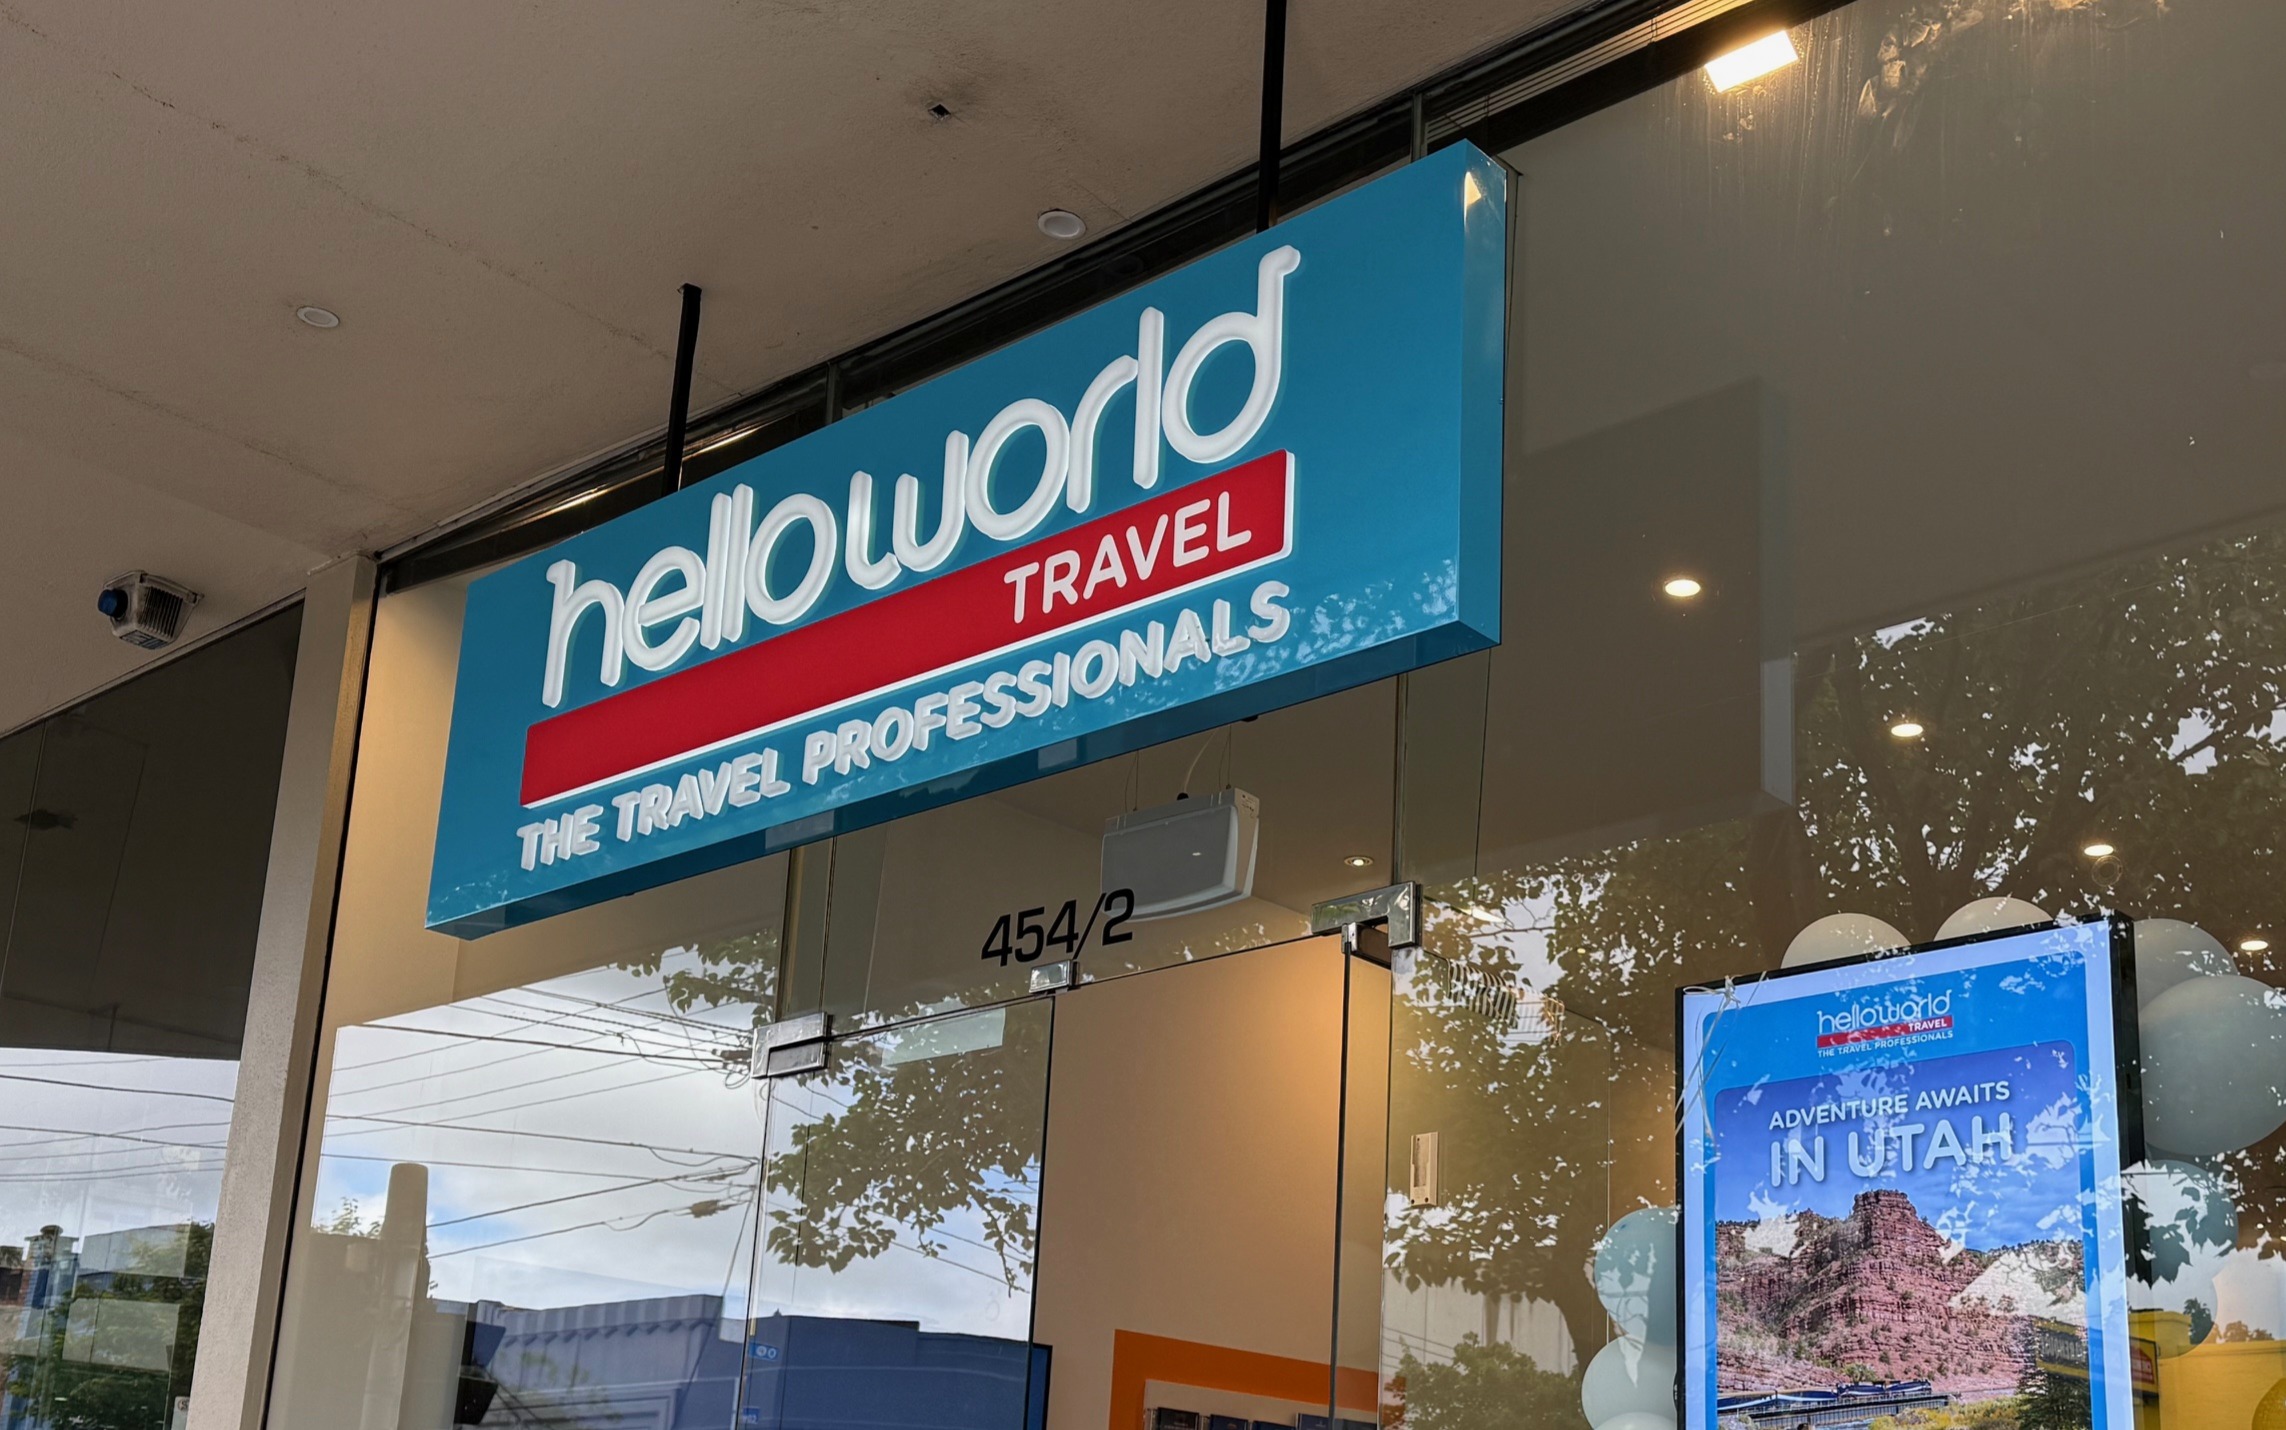 helloworld
TRAVEL
THE TRAVEL PROFESSIONALS
454/2
helloworld
TRAVEL
THE TRAVEL PROFESSIONALS
ADVENTURE AWAITS
IN UTAH